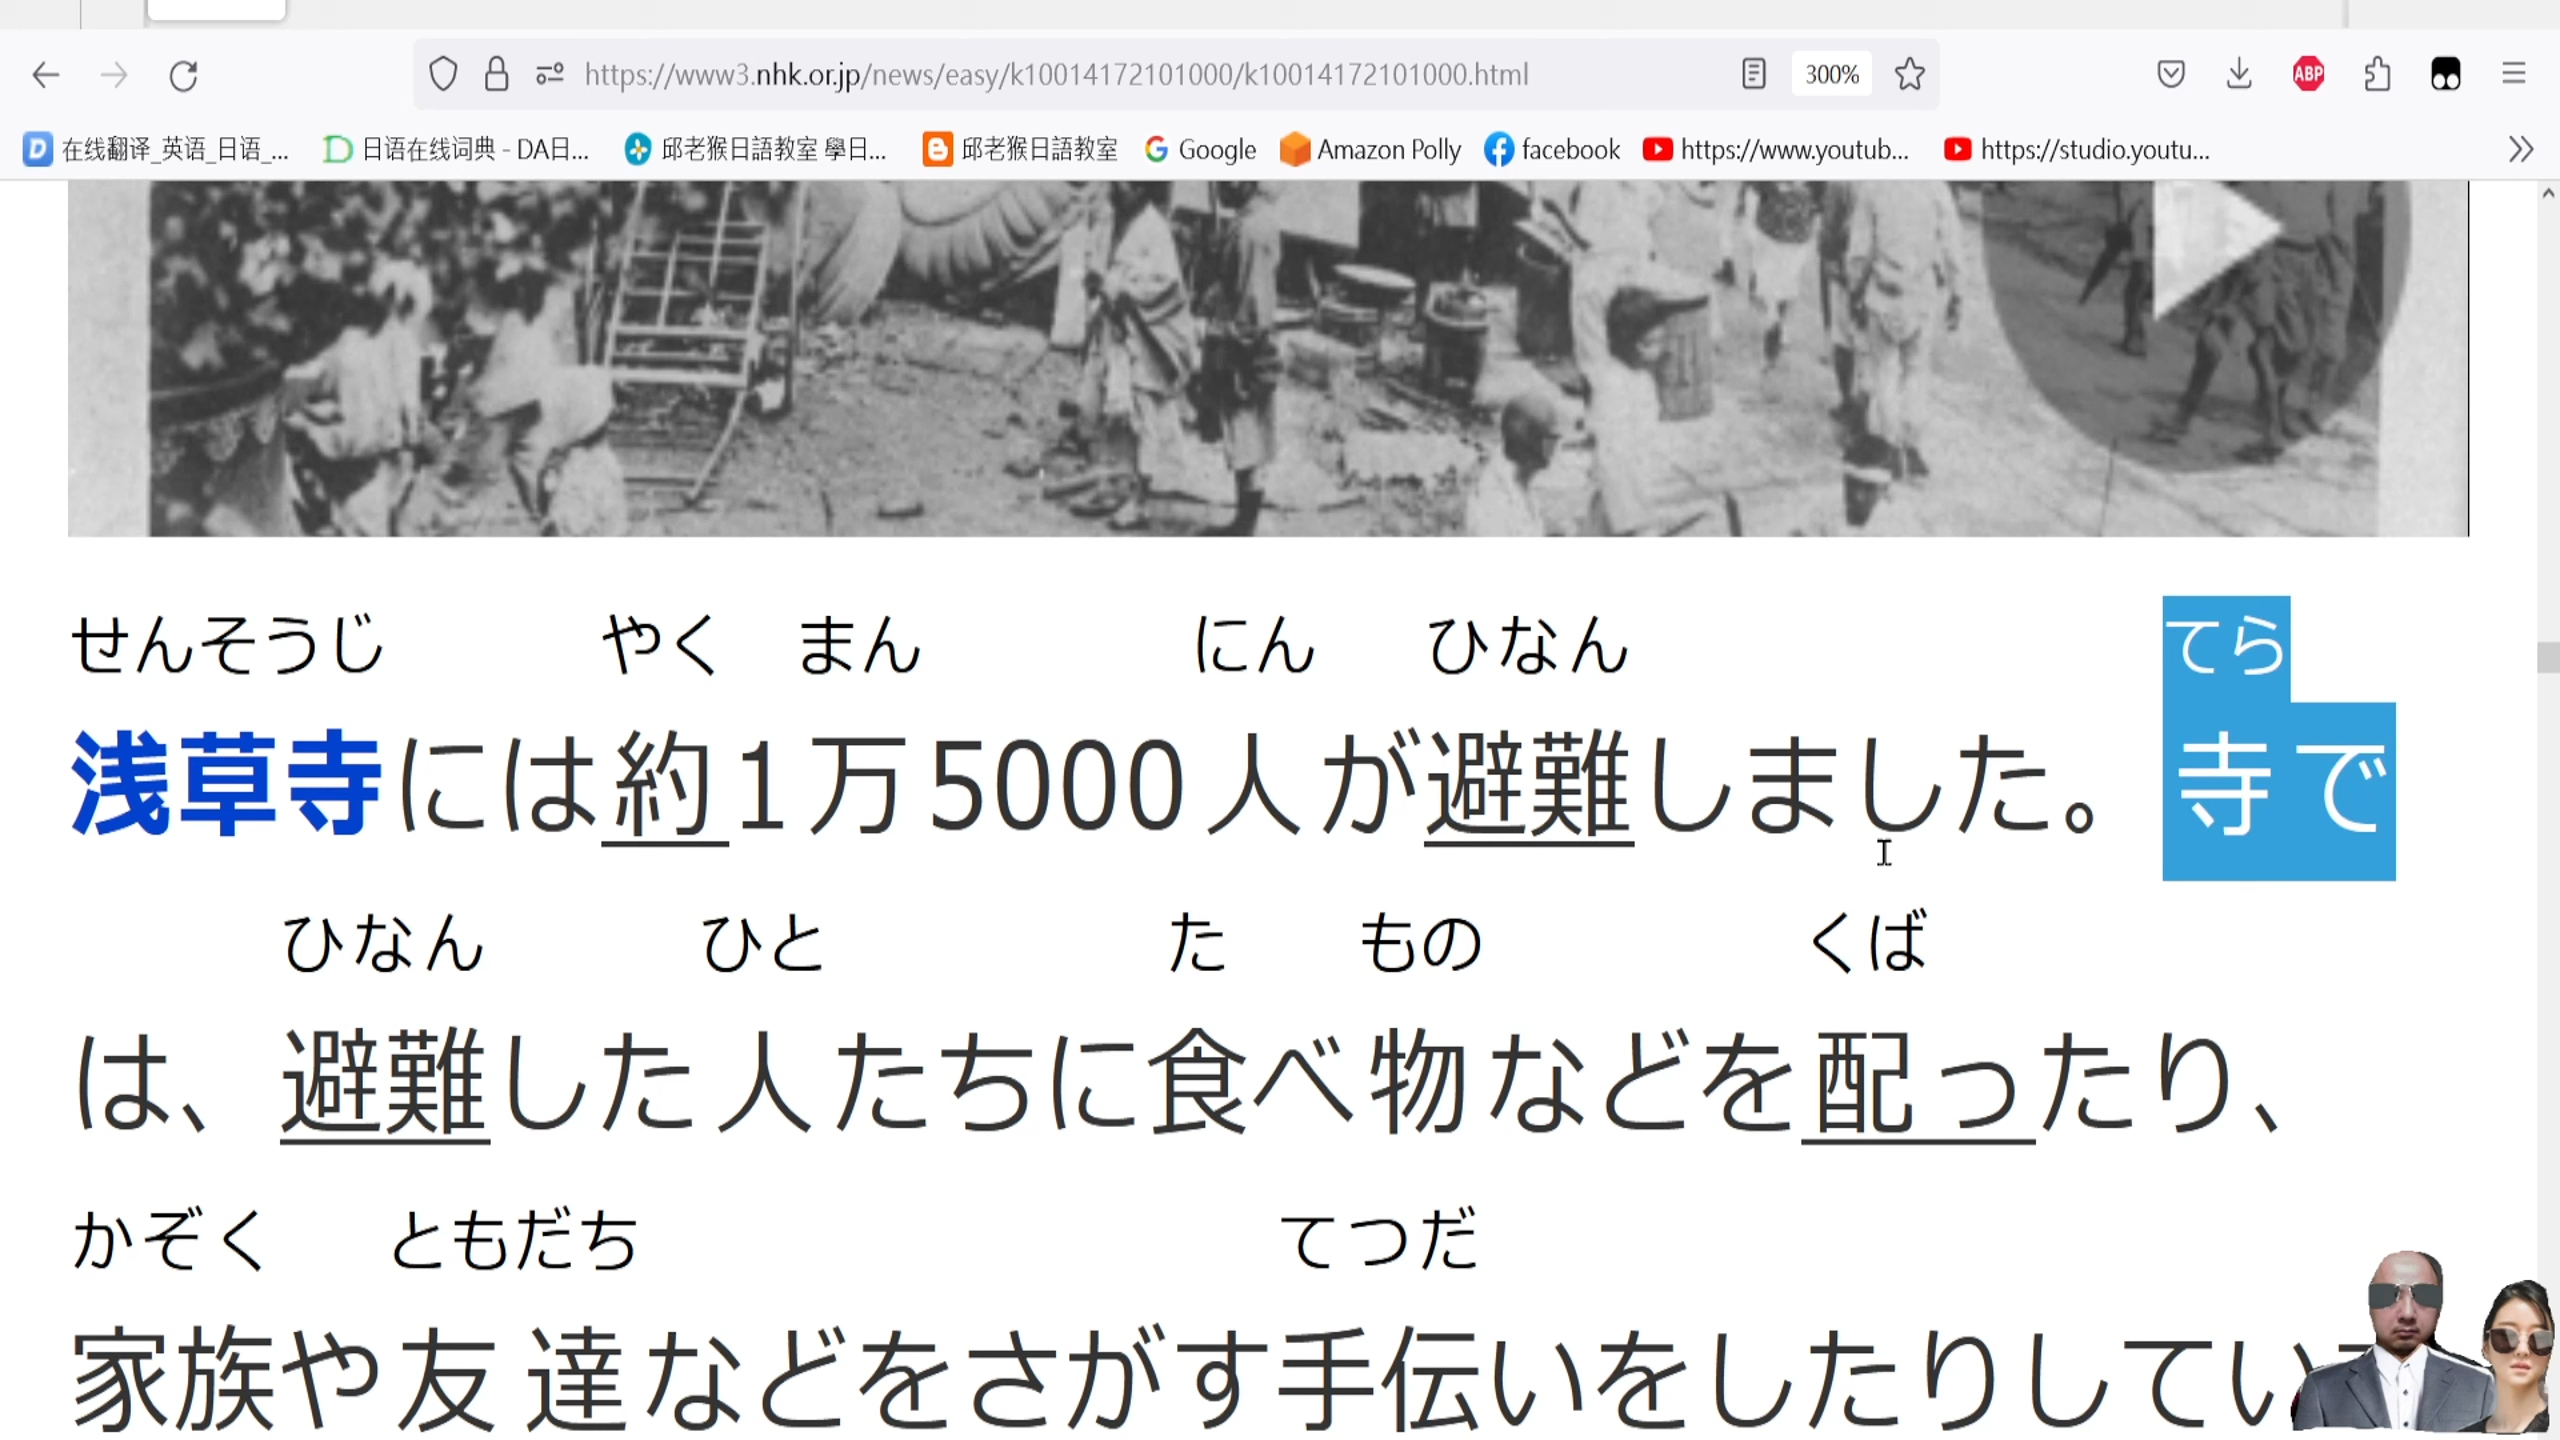 https://www3.nhk.or.jp/news/easy/k10014172101000/k10014172101000.html 300% ABP
在线翻译_英语_日语_... 日语在线词典 - DA日... 邱老猴日語教室 學日... 邱老猴日語教室 Google Amazon Polly facebook https://www.youtub... https://studio.youtu...
せんそうじ やく まん にん ひなん てら
浅草寺には約1万5000人が避難しました。寺で
ひなん ひと た もの くば
は、避難した人たちに食べ物などを配ったり、
かぞく ともだち てつだ
家族や友達などをさがす手伝いをしたりしてい